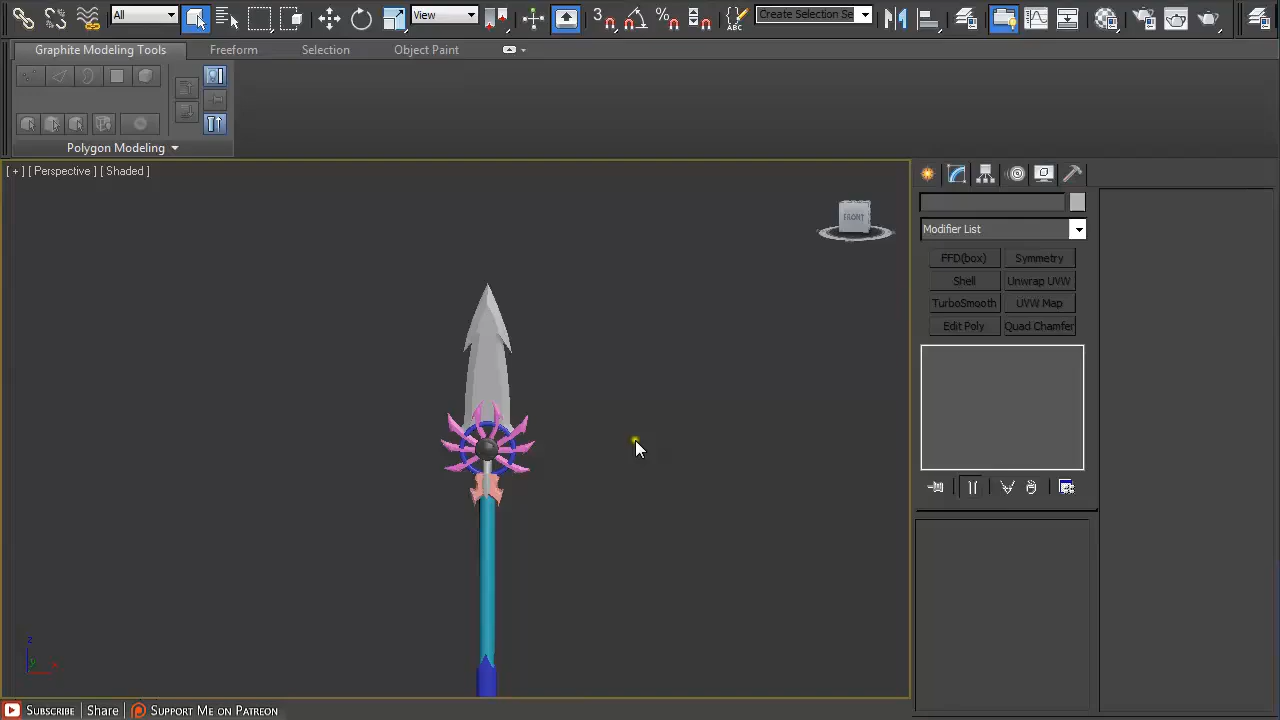 All
View
3
Create Selection Se
Graphite Modeling Tools
Freeform
Selection
Object Paint
Polygon Modeling
[ + ] [ Perspective ] [ Shaded ]
FRONT
Modifier List
FFD(box)
Symmetry
Shell
Unwrap UVW
TurboSmooth
UVW Map
Edit Poly
Quad Chamfer
z
y
x
Subscribe
Share
Support Me on Patreon